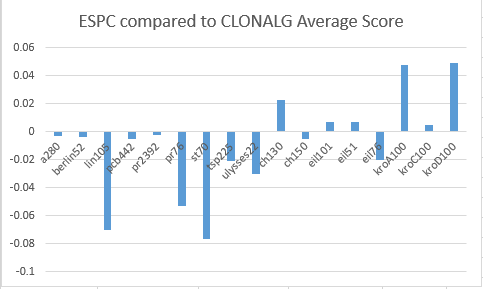 ESPC compared to CLONALG Average Score
0.06
0.04
0.02
0
-0.02
-0.04
-0.06
-0.08
-0.1
a280
berlin52
lin105
pcb442
pr2392
pr76
st70
tsp225
ulysses22
ch130
ch150
eil101
eil51
eil76
kroA100
kroC100
kroD100